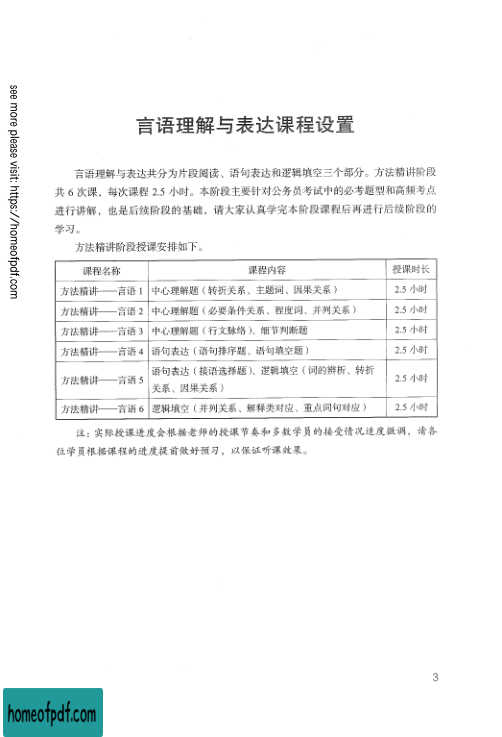 言语理解与表达课程设置
言语理解与表达共分为片段阅读、语句表达和逻辑填空三个部分。方法精讲阶段
共 6 次课，每次课程 2.5 小时。本阶段主要针对公务员考试中的必考题型和高频考点
进行讲解，也是后续阶段的基础，请大家认真学完本阶段课程后再进行后续阶段的
学习。
方法精讲阶段授课安排如下。
课程名称 课程内容 授课时长
方法精讲——言语 1 中心理解题（转折关系、主题词、因果关系） 2.5 小时
方法精讲——言语 2 中心理解题（必要条件关系、程度词、并列关系） 2.5 小时
方法精讲——言语 3 中心理解题（行文脉络）、细节判断题 2.5 小时
方法精讲——言语 4 语句表达（语句排序题、语句填空题） 2.5 小时
方法精讲——言语 5 语句表达（接语选择题）、逻辑填空（词的辨析、转折
关系、因果关系） 2.5 小时
方法精讲——言语 6 逻辑填空（并列关系、解释类对应、重点词句对应） 2.5 小时
注：实际授课进度会根据老师的授课节奏和多数学员的接受情况适度微调，请各
位学员根据课程的进度提前做好预习，以保证听课效果。
3
see more please visit: https://homeofpdf.com
homeofpdf.com